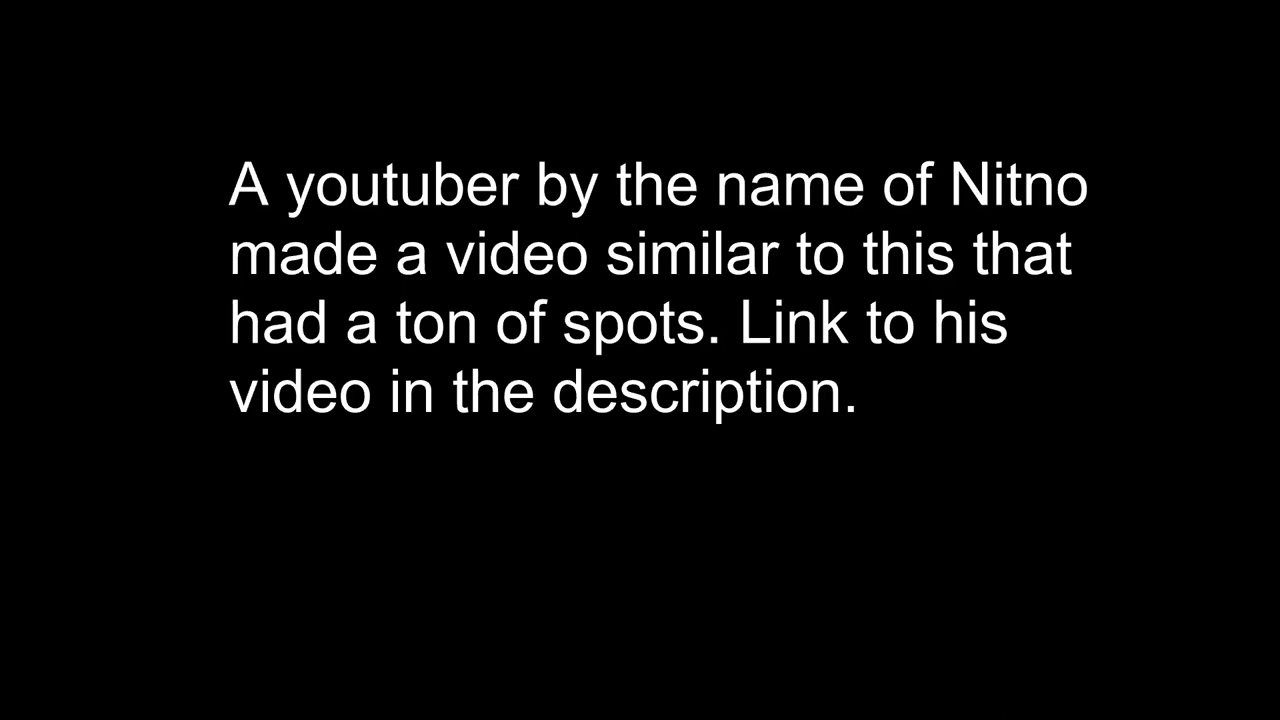 A youtuber by the name of Nitno
made a video similar to this that
had a ton of spots. Link to his
video in the description.